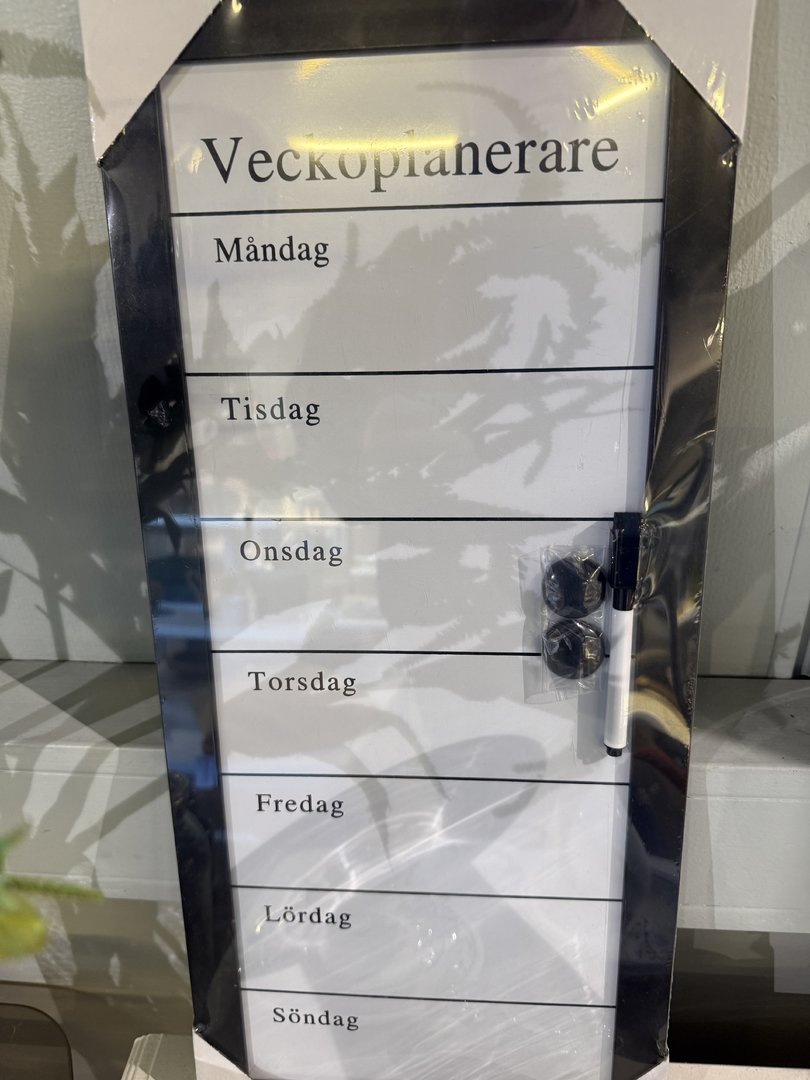 Veckoplanerare
Måndag
Tisdag
Onsdag
Torsdag
Fredag
Lördag
Söndag